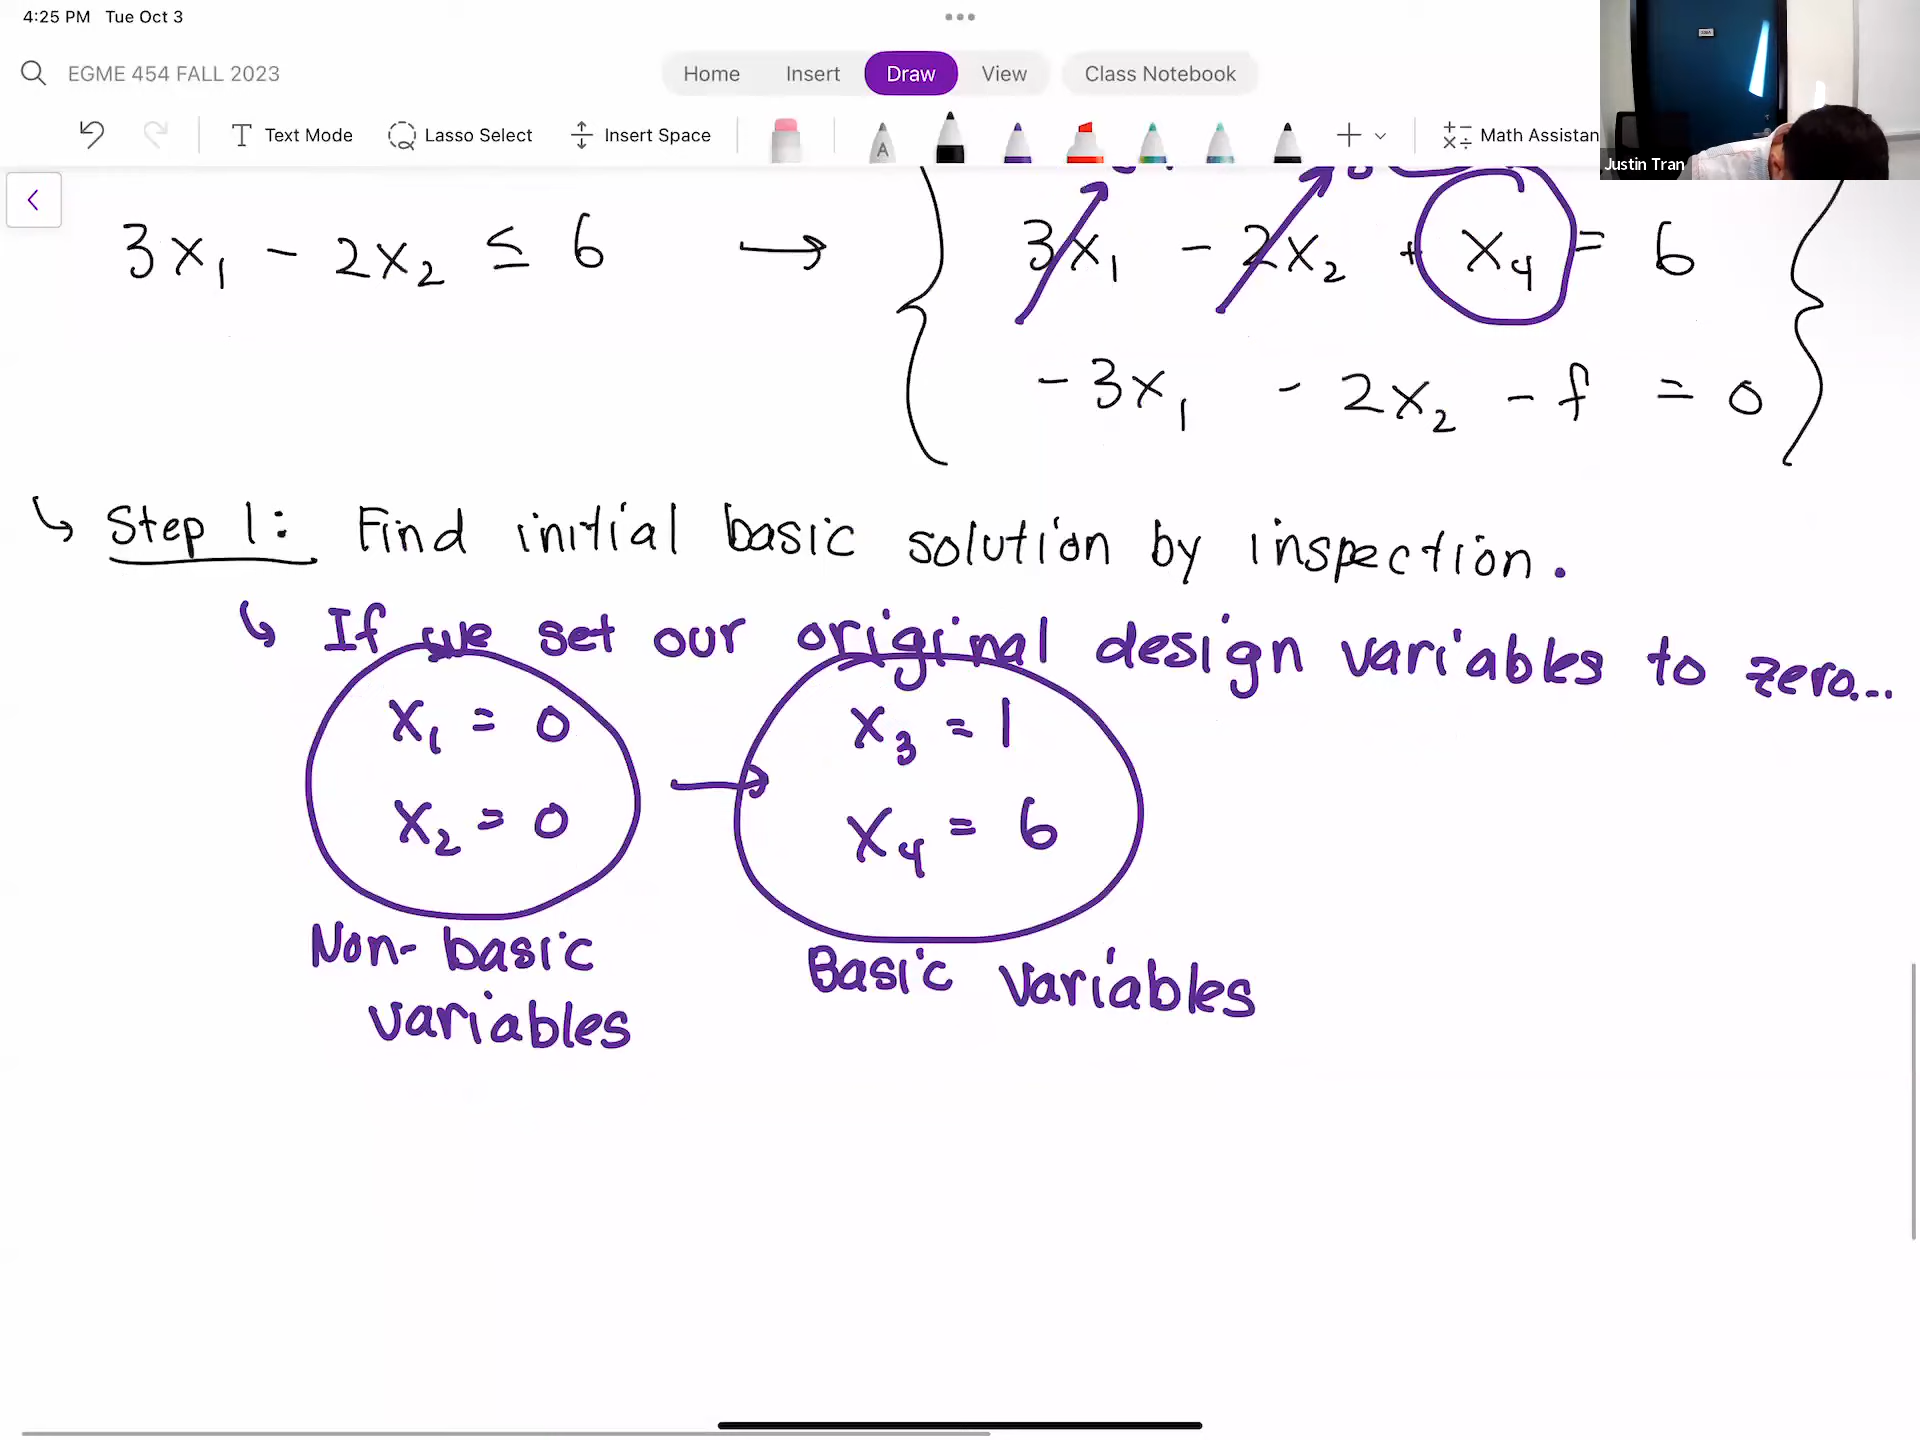 4:25 PM Tue Oct 3
EGME 454 FALL 2023
Home Insert Draw View Class Notebook
Text Mode Lasso Select Insert Space A Math Assistan
Justin Tran
3x₁ - 2x₂ ≤ 6 → 3x₁ - 2x₂ + x₄ = 6
-3x₁ - 2x₂ - f = 0
↳ Step 1: Find initial basic solution by inspection.
↳ If we set our original design variables to zero...
x₁ = 0 → x₃ = 1
x₂ = 0 x₄ = 6
Non-basic variables
Basic variables